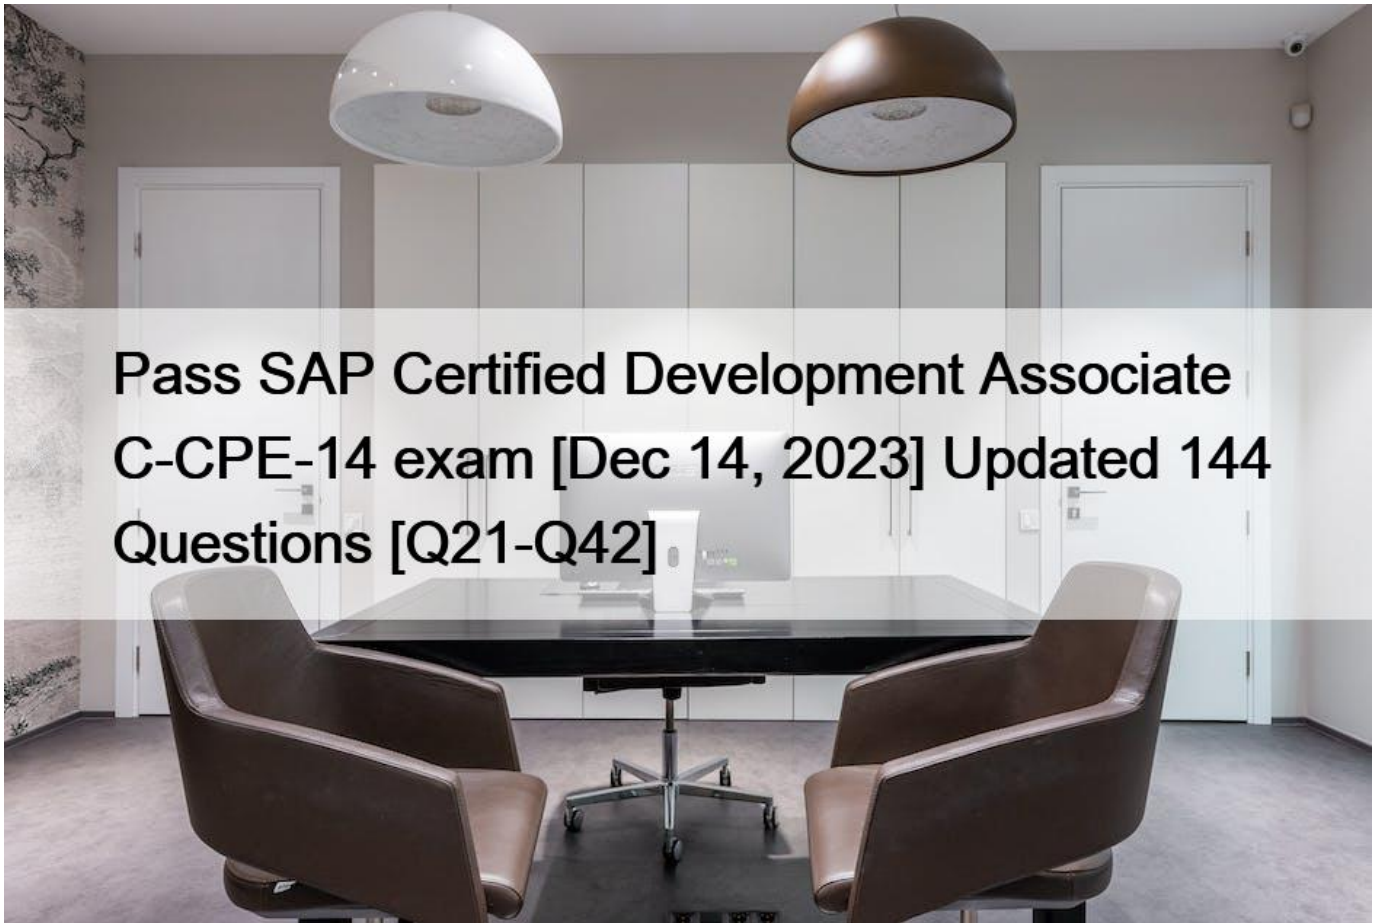 Pass SAP Certified Development Associate
C-CPE-14 exam [Dec 14, 2023] Updated 144
Questions [Q21-Q42]